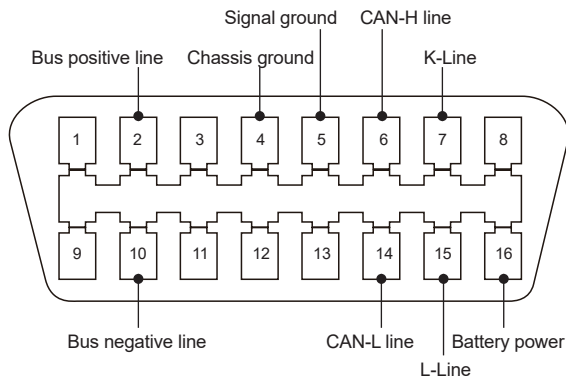 Signal ground CAN-H line
Bus positive line Chassis ground K-Line
1 2 3 4 5 6 7 8
9 10 11 12 13 14 15 16
Bus negative line CAN-L line Battery power
L-Line